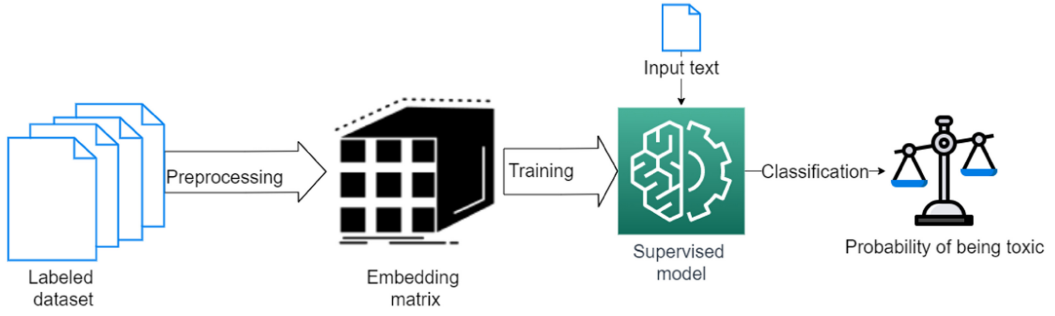 Input text
Preprocessing
Training
Classification
Labeled
dataset
Embedding
matrix
Supervised
model
Probability of being toxic